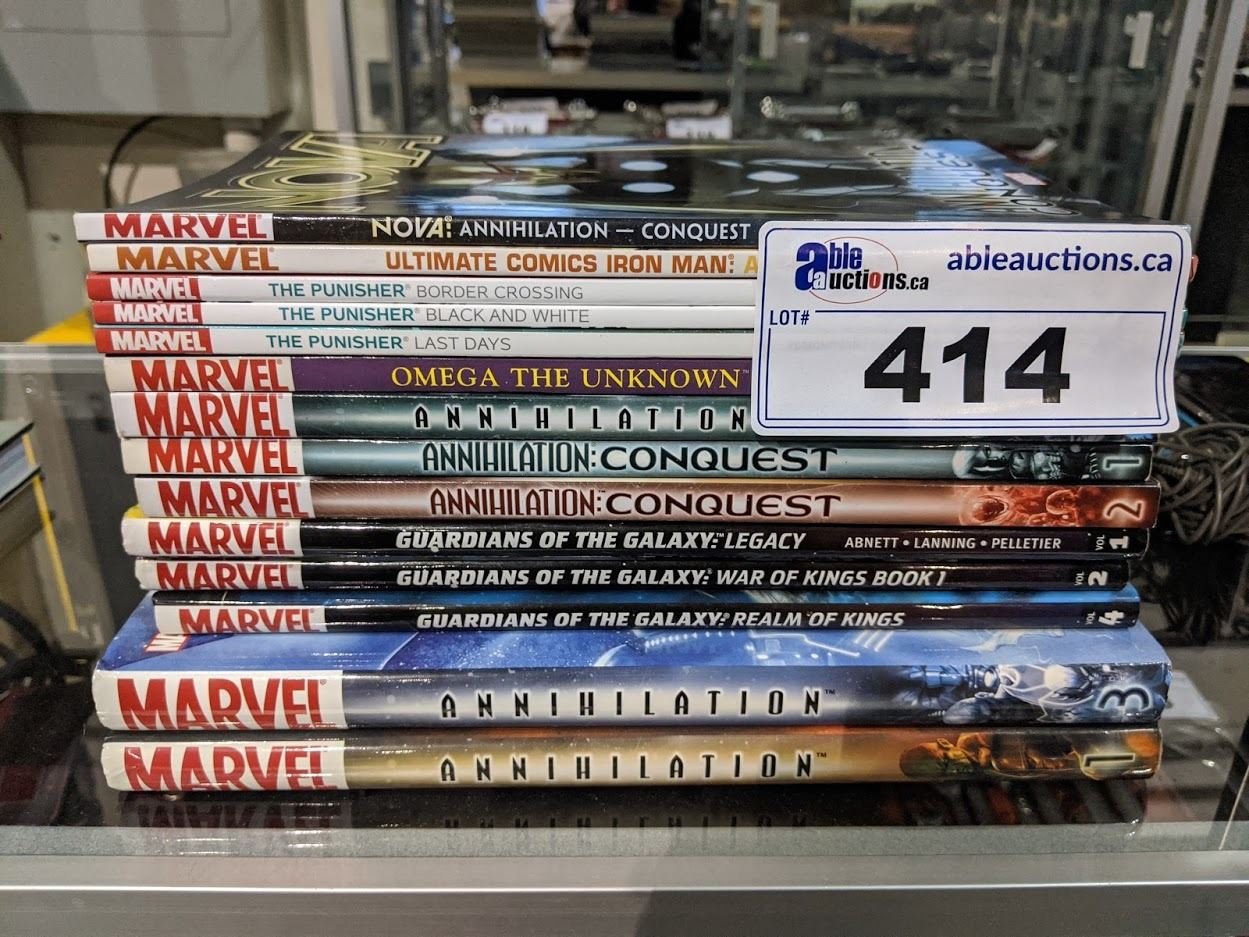 NOVA
MARVEL NOVA: ANNIHILATION — CONQUEST
MARVEL ULTIMATE COMICS IRON MAN: A
MARVEL THE PUNISHER® BORDER CROSSING
MARVEL THE PUNISHER® BLACK AND WHITE
MARVEL THE PUNISHER® LAST DAYS
MARVEL OMEGA THE UNKNOWN™
MARVEL ANNIHILATION
able auctions.ca
ableauctions.ca
LOT#
414
MARVEL ANNIHILATION: CONQUEST 1
MARVEL ANNIHILATION: CONQUEST 2
MARVEL GUARDIANS OF THE GALAXY:™ LEGACY ABNETT • LANNING • PELLETIER VOL 1
MARVEL GUARDIANS OF THE GALAXY: WAR OF KINGS BOOK 1 VOL 2
MARVEL GUARDIANS OF THE GALAXY: REALM OF KINGS VOL 4
MARVEL ANNIHILATION™ 3
MARVEL ANNIHILATION™ 1